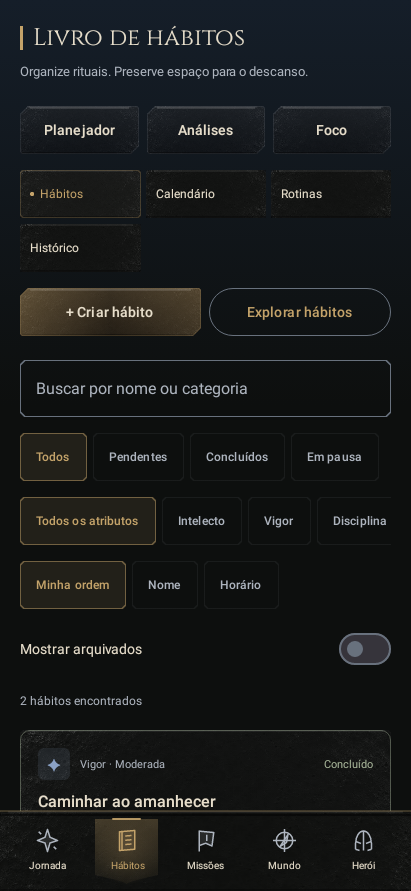 Livro de hábitos
Organize rituais. Preserve espaço para o descanso.
Planejador Análises Foco
• Hábitos Calendário Rotinas
Histórico
+ Criar hábito Explorar hábitos
Buscar por nome ou categoria
Todos Pendentes Concluídos Em pausa
Todos os atributos Intelecto Vigor Disciplina
Minha ordem Nome Horário
Mostrar arquivados
2 hábitos encontrados
Vigor · Moderada Concluído
Caminhar ao amanhecer
Jornada Hábitos Missões Mundo Herói